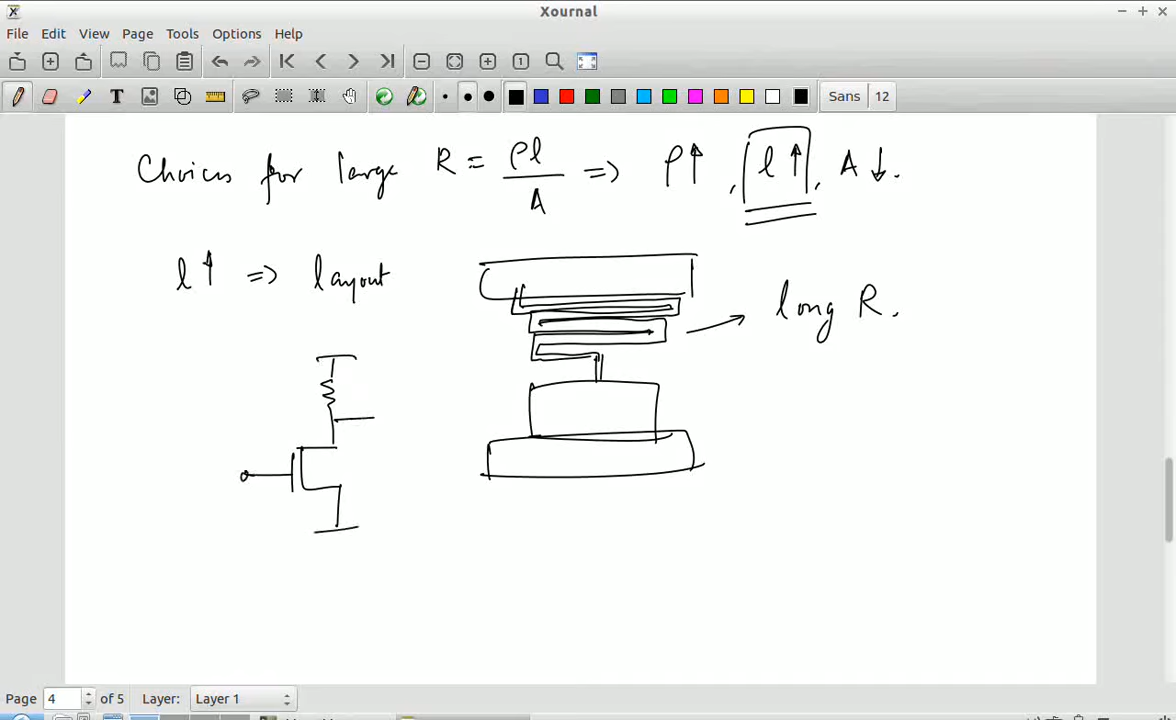 Xournal
File Edit View Page Tools Options Help
Sans 12
Choices for large R = ρl / A => ρ↑, l↑, A↓.
l↑ => layout
long R.
Page 4 of 5 Layer: Layer 1